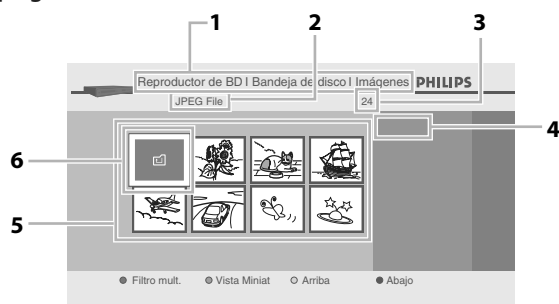 1 2 3
Reproductor de BD I Bandeja de disco I Imágenes PHILIPS
JPEG File 24
4
6
5
Filtro mult. Vista Miniat Arriba Abajo